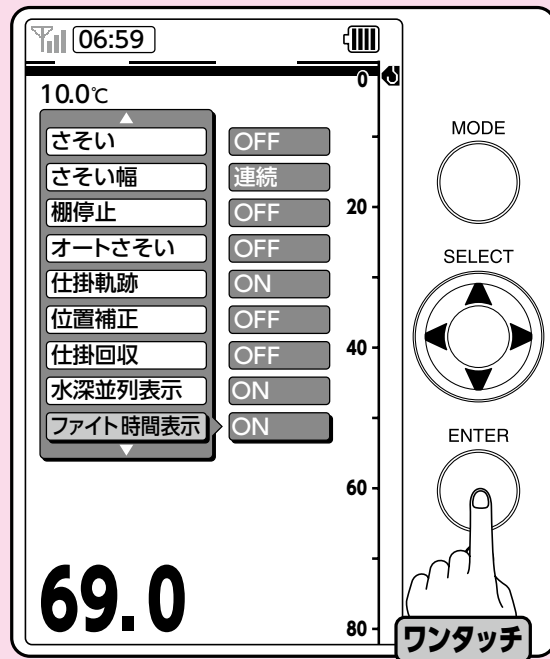 06:59
10.0℃
0
さそい OFF
さそい幅 連続
棚停止 OFF
20
オートさそい OFF
仕掛軌跡 ON
位置補正 OFF
仕掛回収 OFF
40
水深並列表示 ON
ファイト時間表示 ON
60
69.0
80
MODE
SELECT
ENTER
ワンタッチ